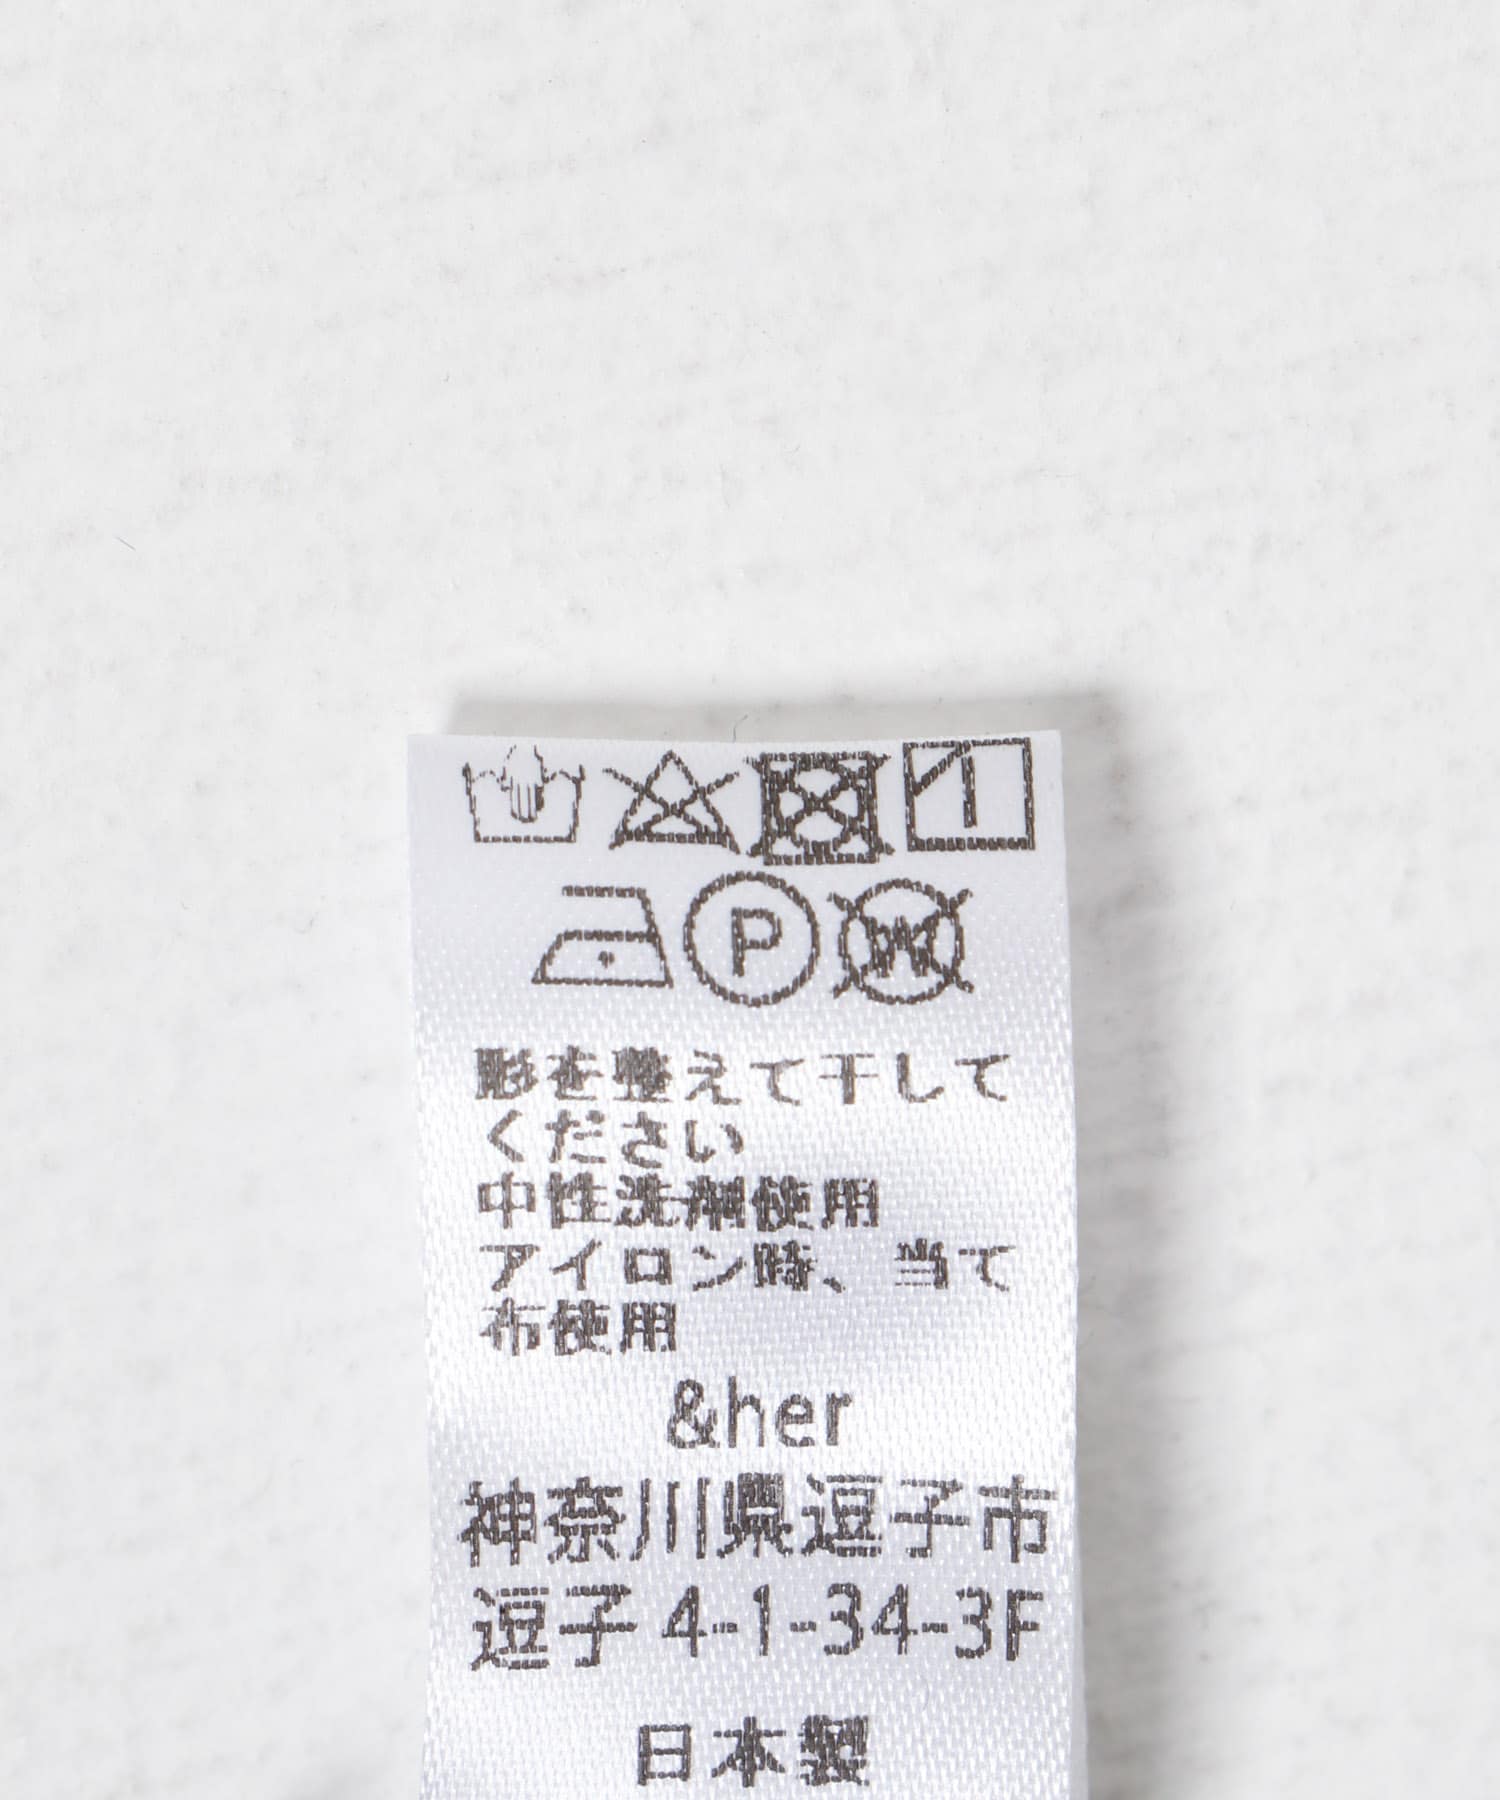 形を整えて干して
ください
中性洗剤使用
アイロン時、当て
布使用
&her
神奈川県逗子市
逗子 4-1-34-3F
日本製